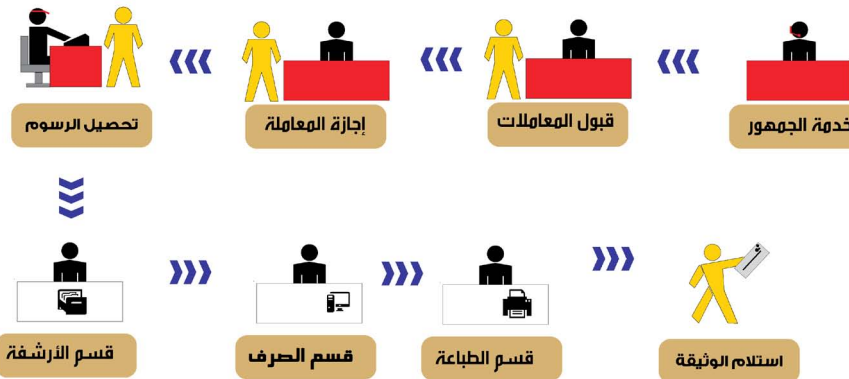 خدمة الجمهور
قبول المعاملات
إجازة المعاملة
تحصيل الرسوم
قسم الأرشفة
قسم الصرف
قسم الطباعة
استلام الوثيقة